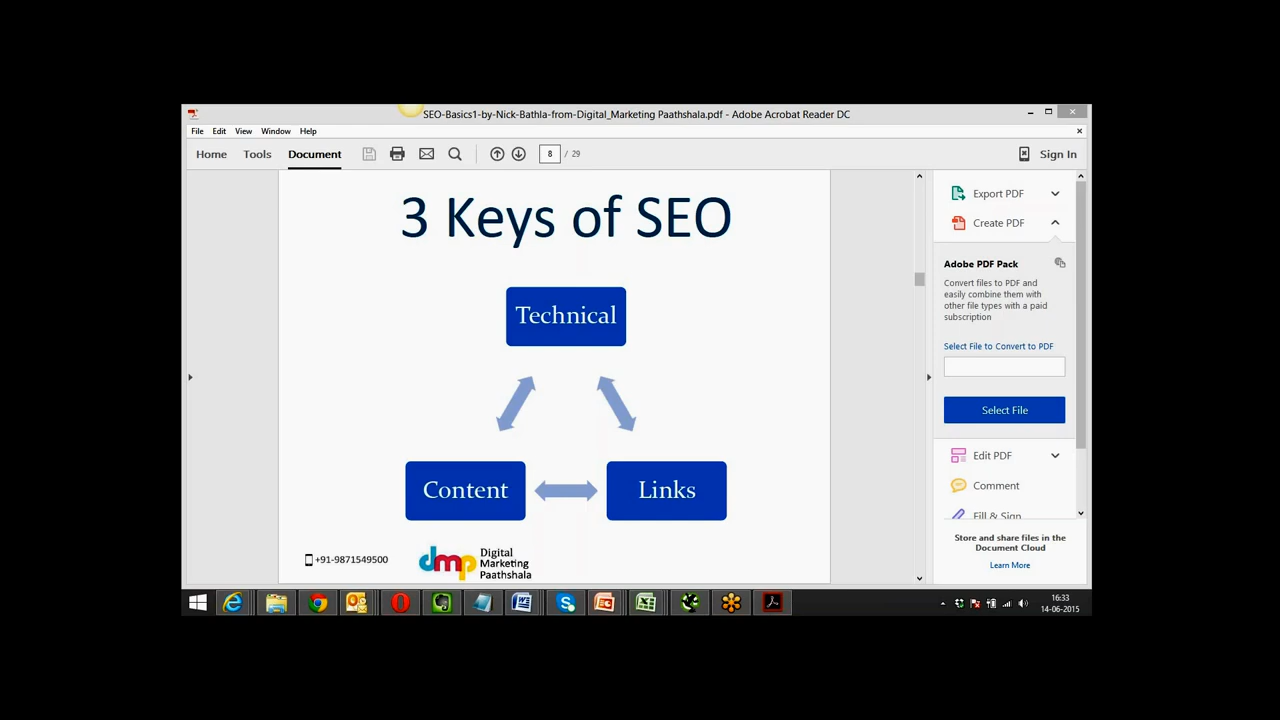 SEO-Basics1-by-Nick-Bathla-from-Digital_Marketing Paathshala.pdf - Adobe Acrobat Reader DC
File Edit View Window Help
Home Tools Document 8 / 29 Sign In
3 Keys of SEO
Technical
Content
Links
+91-9871549500
dmp
Digital
Marketing
Paathshala
Export PDF
Create PDF
Adobe PDF Pack
Convert files to PDF and
easily combine them with
other file types with a paid
subscription
Select File to Convert to PDF
Select File
Edit PDF
Comment
Fill & Sign
Store and share files in the
Document Cloud
Learn More
16:33
14-06-2015